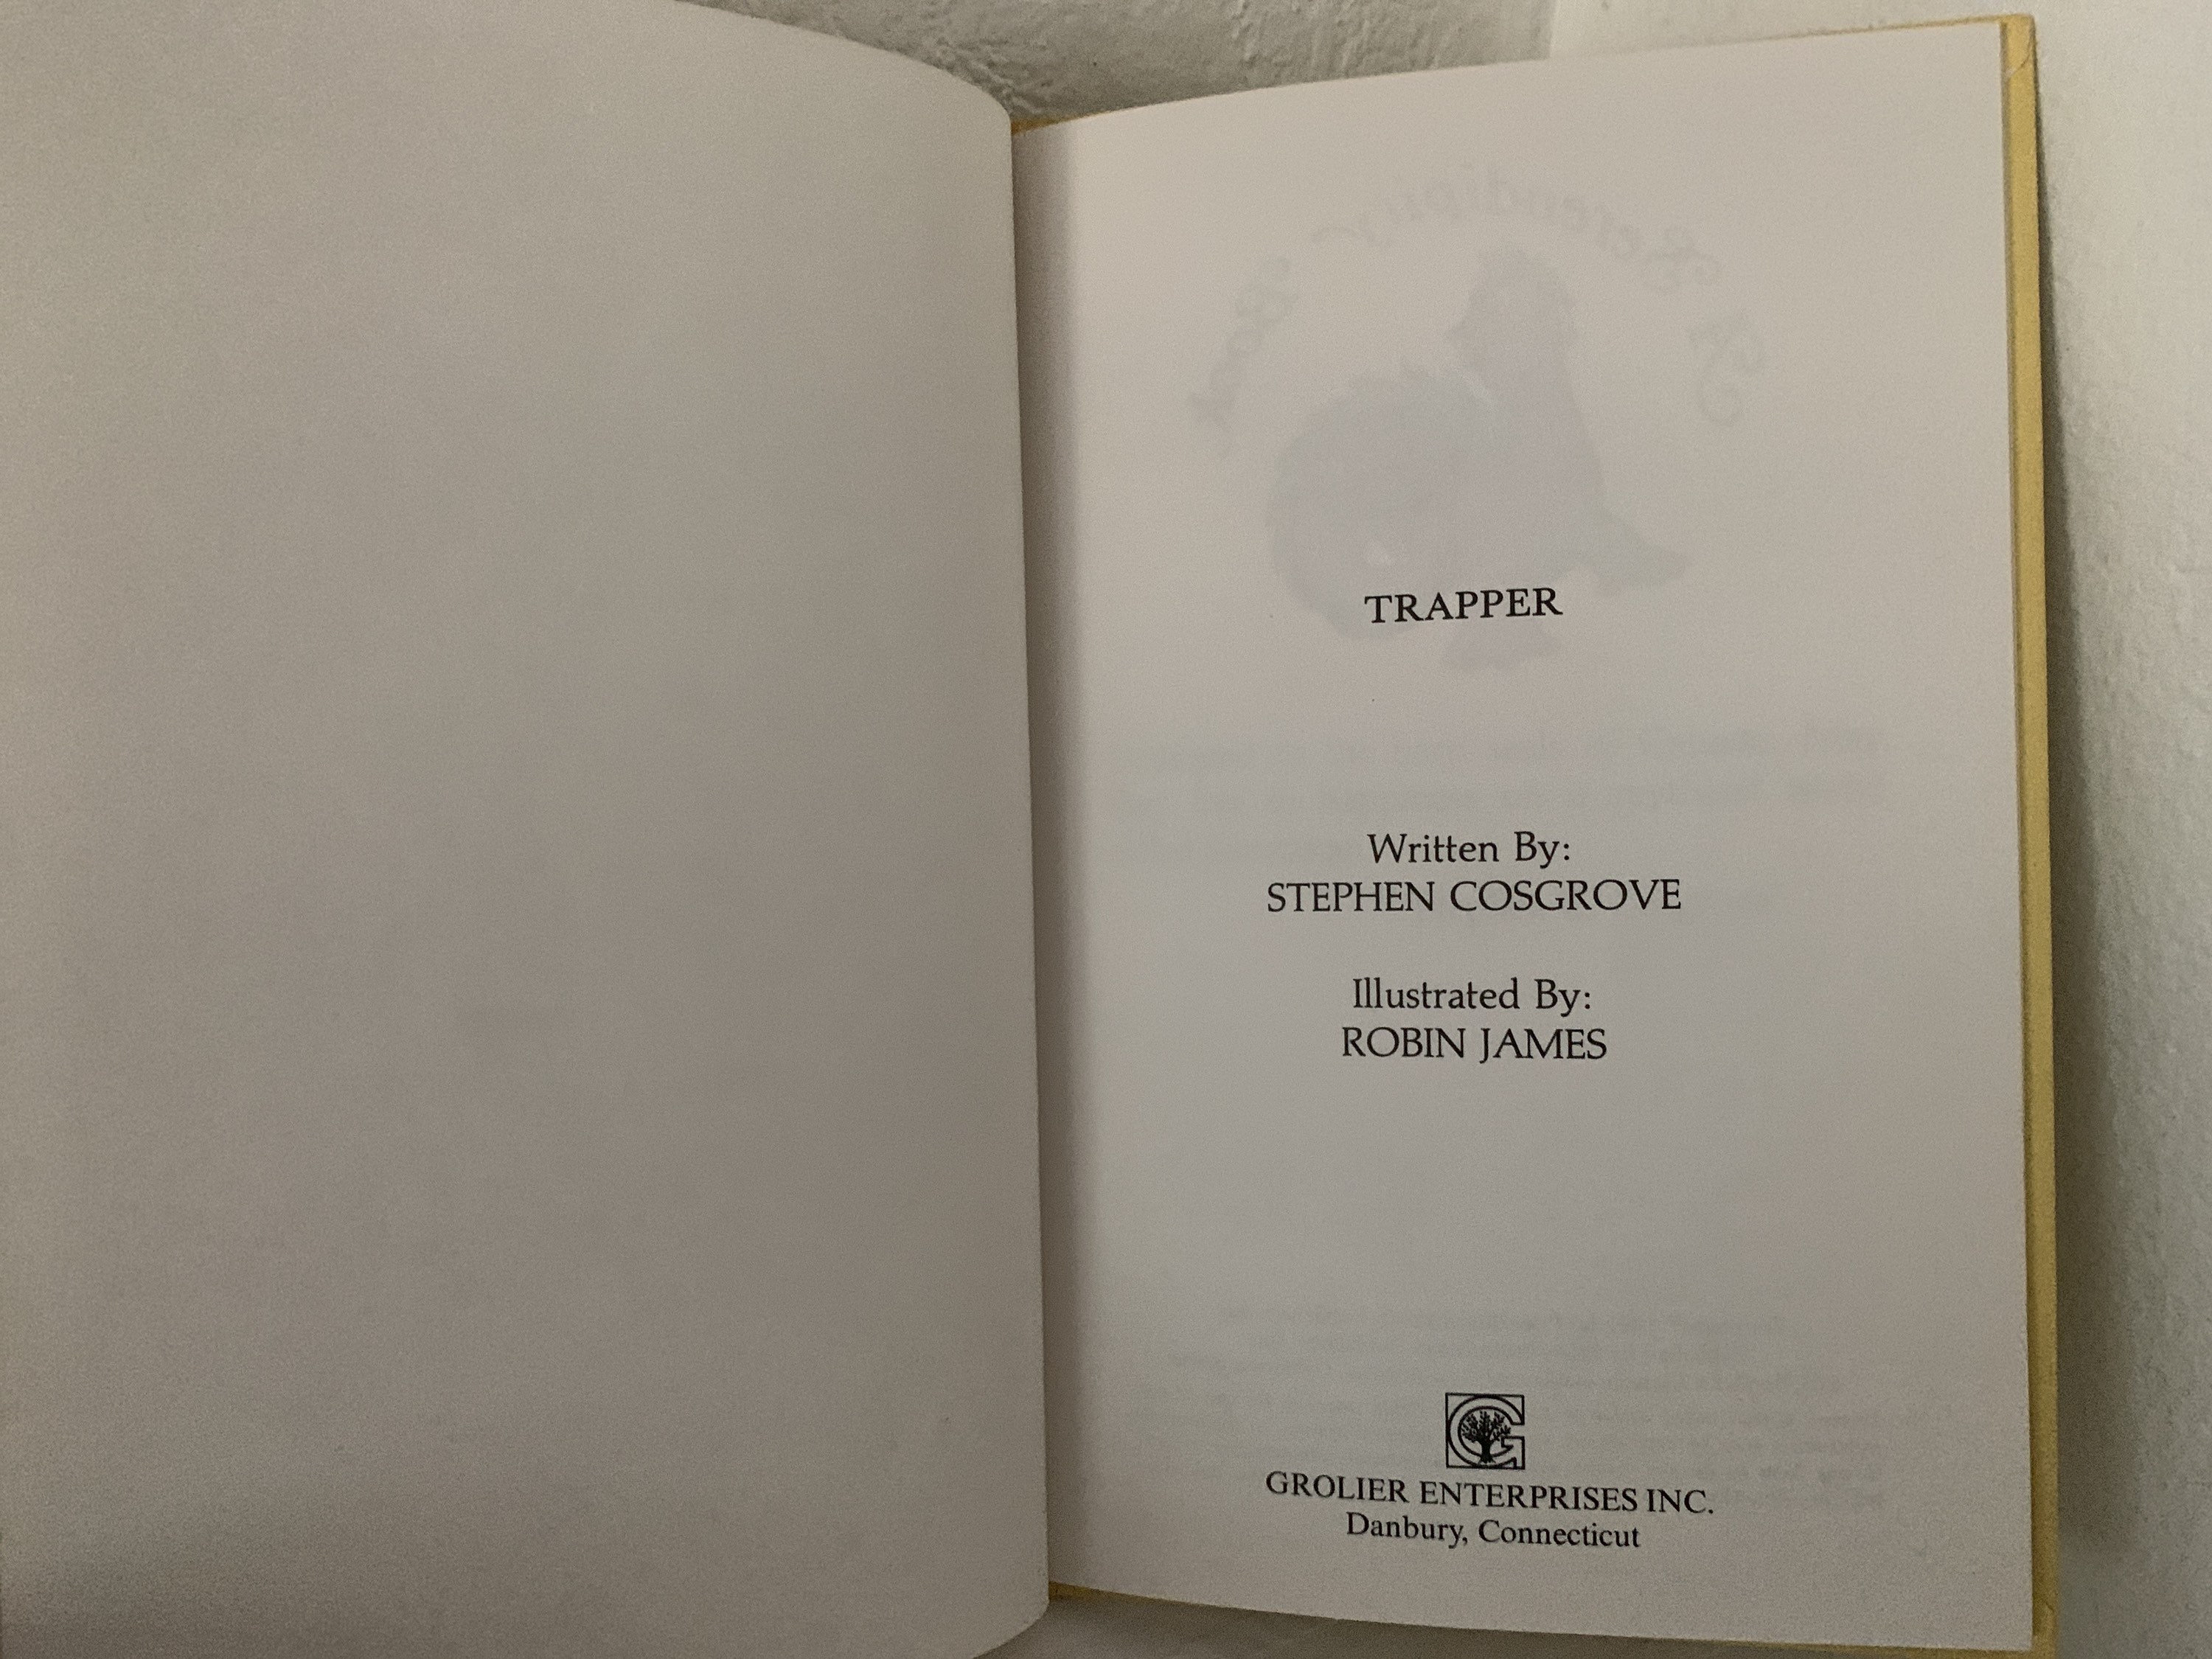 TRAPPER
Written By:
STEPHEN COSGROVE
Illustrated By:
ROBIN JAMES
G
GROLIER ENTERPRISES INC.
Danbury, Connecticut